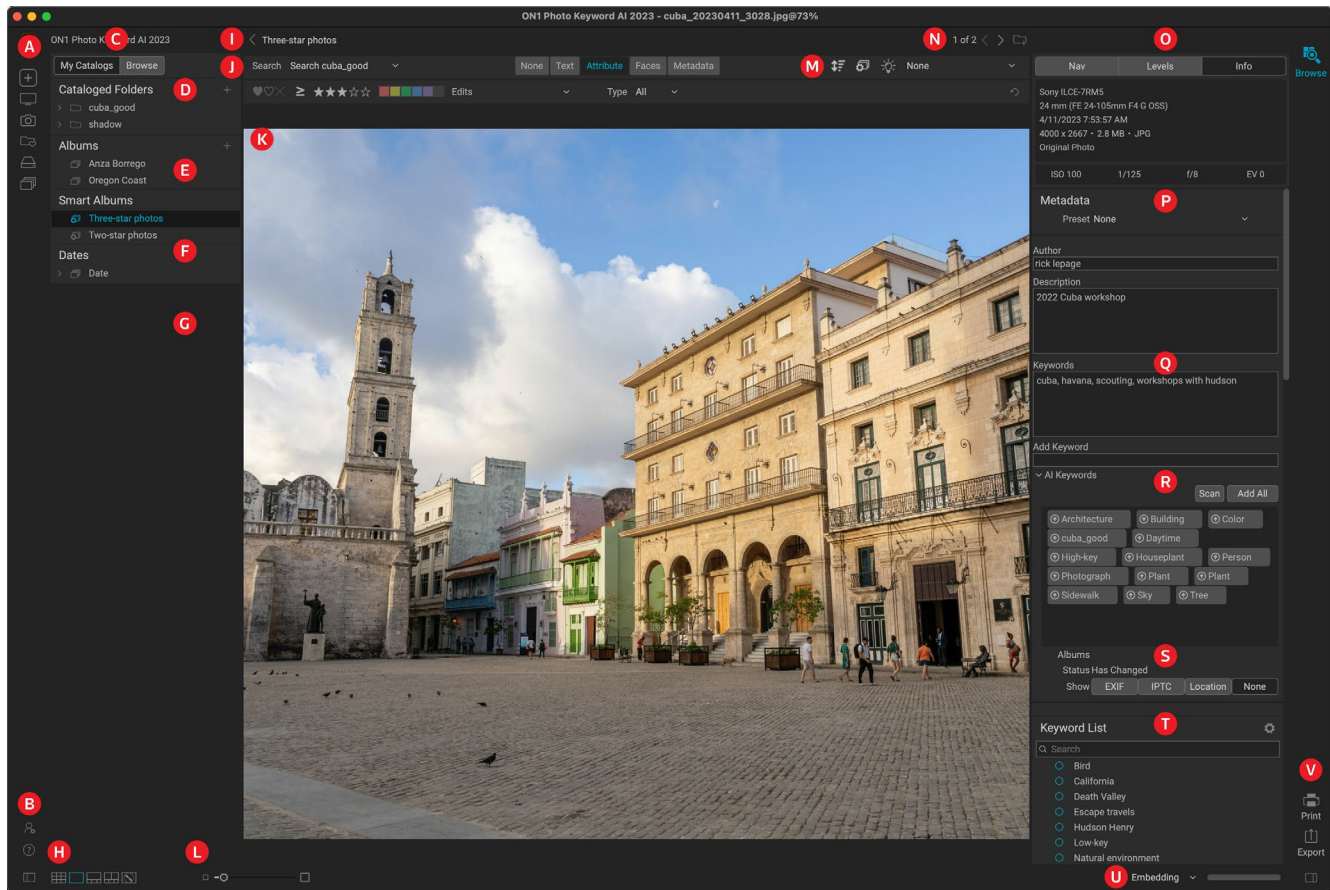 ON1 Photo Keyword AI 2023 - cuba_20230411_3028.jpg@73%
A
ON1 Photo Keyword AI 2023
C
I
Three-star photos
N
1 of 2
O
My Catalogs Browse
J
Search Search cuba_good
None Text Attribute Faces Metadata
M
None
Nav Levels Info
Browse
Cataloged Folders
D
cuba_good
shadow
Edits
Type All
Sony ILCE-7RM5
24 mm (FE 24-105mm F4 G OSS)
4/11/2023 7:53:57 AM
4000 x 2667 • 2.8 MB • JPG
Original Photo
ISO 100 1/125 f/8 EV 0
K
Albums
Anza Borrego
E
Oregon Coast
Smart Albums
Three-star photos
Two-star photos
F
Dates
Date
G
Metadata
P
Preset None
Author
rick lepage
Description
2022 Cuba workshop
Keywords
Q
cuba, havana, scouting, workshops with hudson
Add Keyword
AI Keywords
R
Scan Add All
Architecture Building Color
cuba_good Daytime
High-key Houseplant Person
Photograph Plant Plant
Sidewalk Sky Tree
Albums
S
Status Has Changed
Show EXIF IPTC Location None
Keyword List
T
Search
Bird
California
Death Valley
Escape travels
Hudson Henry
Low-key
Natural environment
V
Print
Export
B
H
L
U
Embedding